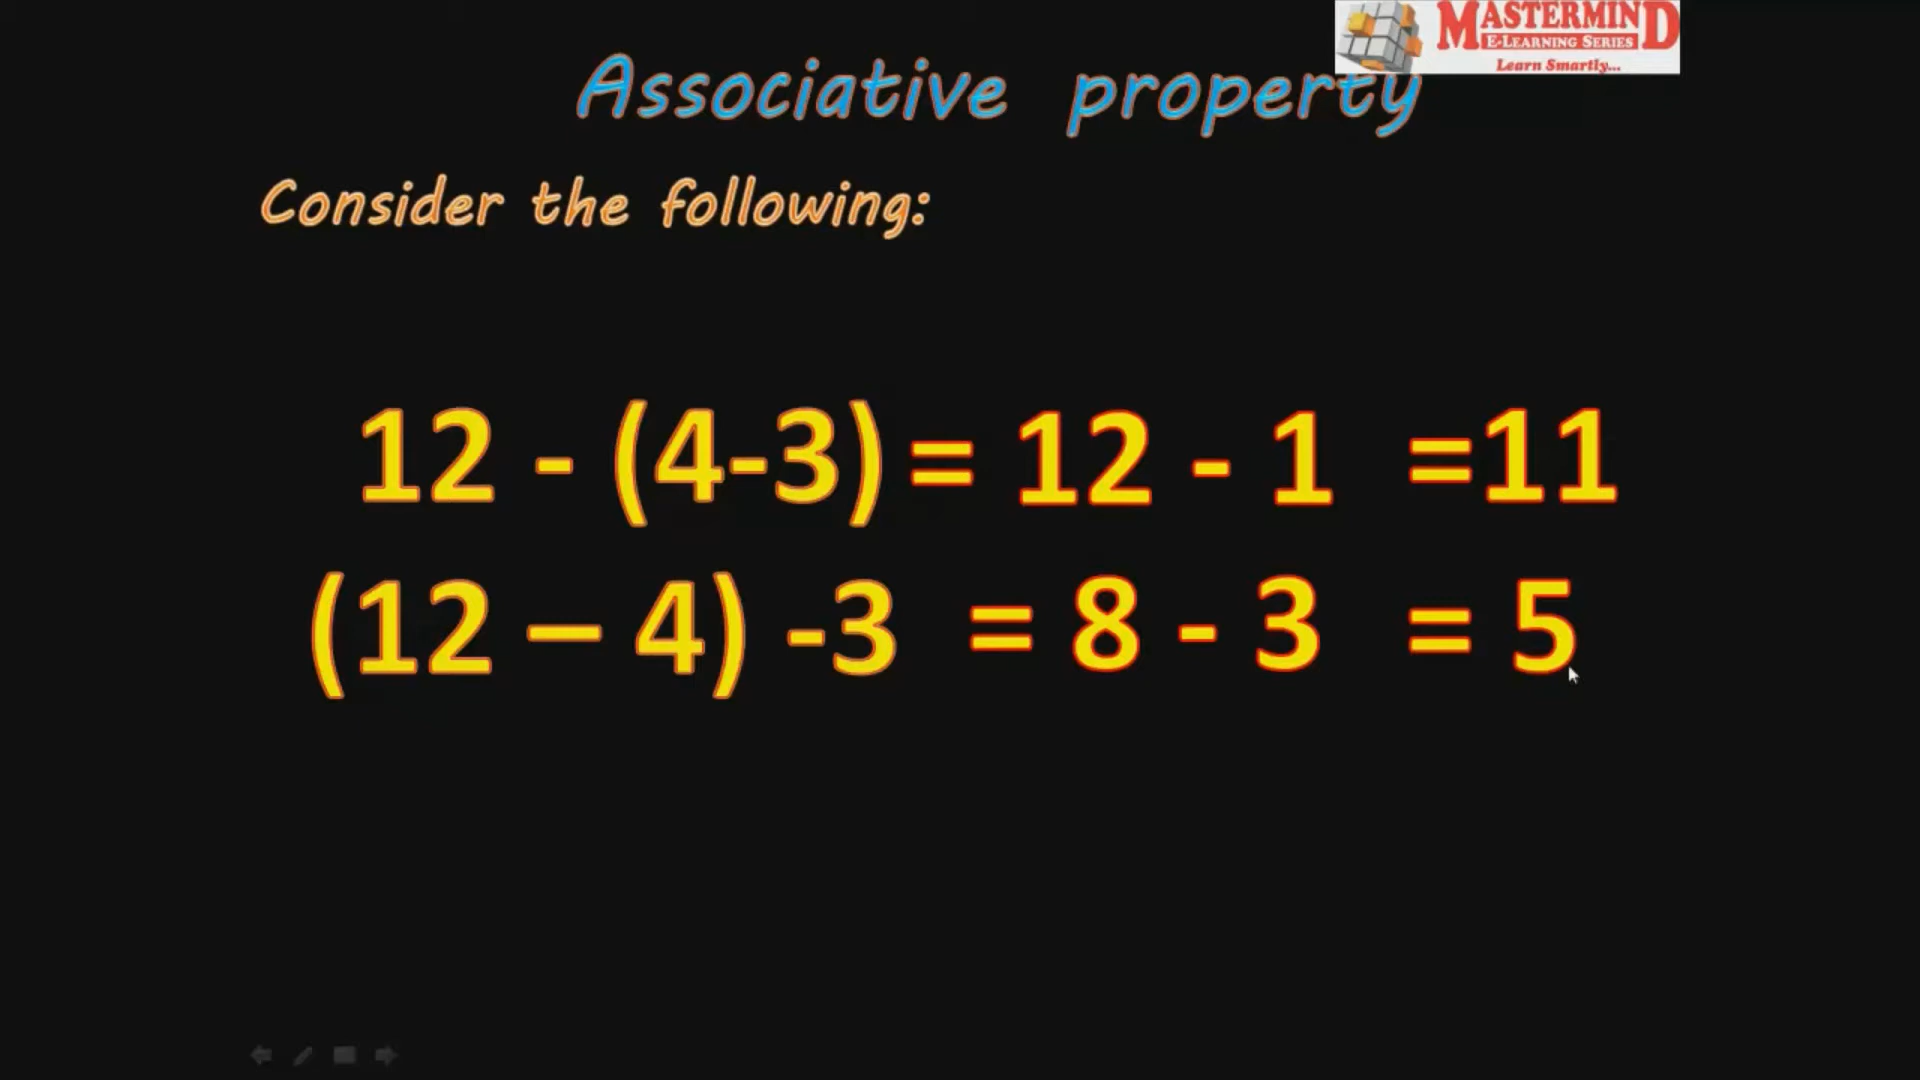 MASTERMIND
E-LEARNING SERIES
Learn Smartly...
Associative property
Consider the following:
12 - (4-3) = 12 - 1 =11
(12 – 4) -3 = 8 - 3 = 5